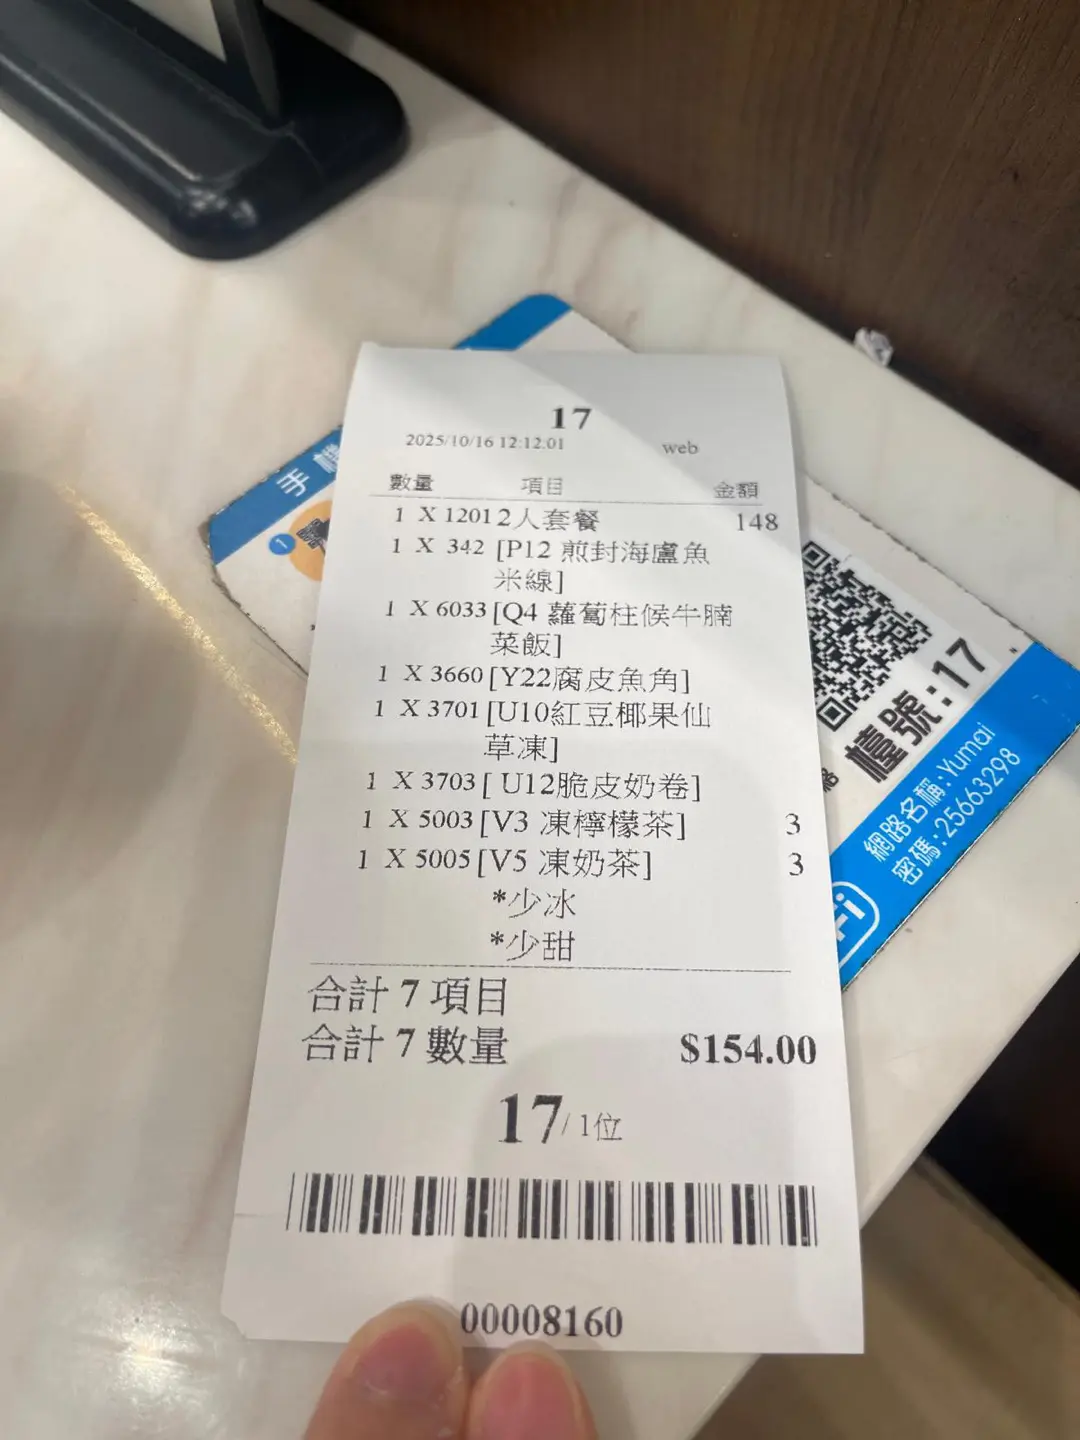 17
2025/10/16 12:12:01 web
數量 項目 金額
1 X 1201 2人套餐 148
1 X 342 [P12 煎封海盧魚
米線]
1 X 6033 [Q4 蘿蔔柱候牛腩
菜飯]
1 X 3660 [Y22腐皮魚角]
1 X 3701 [U10紅豆椰果仙
草凍]
1 X 3703 [ U12脆皮奶卷]
1 X 5003 [V3 凍檸檬茶] 3
1 X 5005 [V5 凍奶茶] 3
*少冰
*少甜
合計 7 項目
合計 7 數量 $154.00
17/ 1位
00008160
手機
1
檯號:17
網路名稱:Yumai
密碼:25663298
Fi